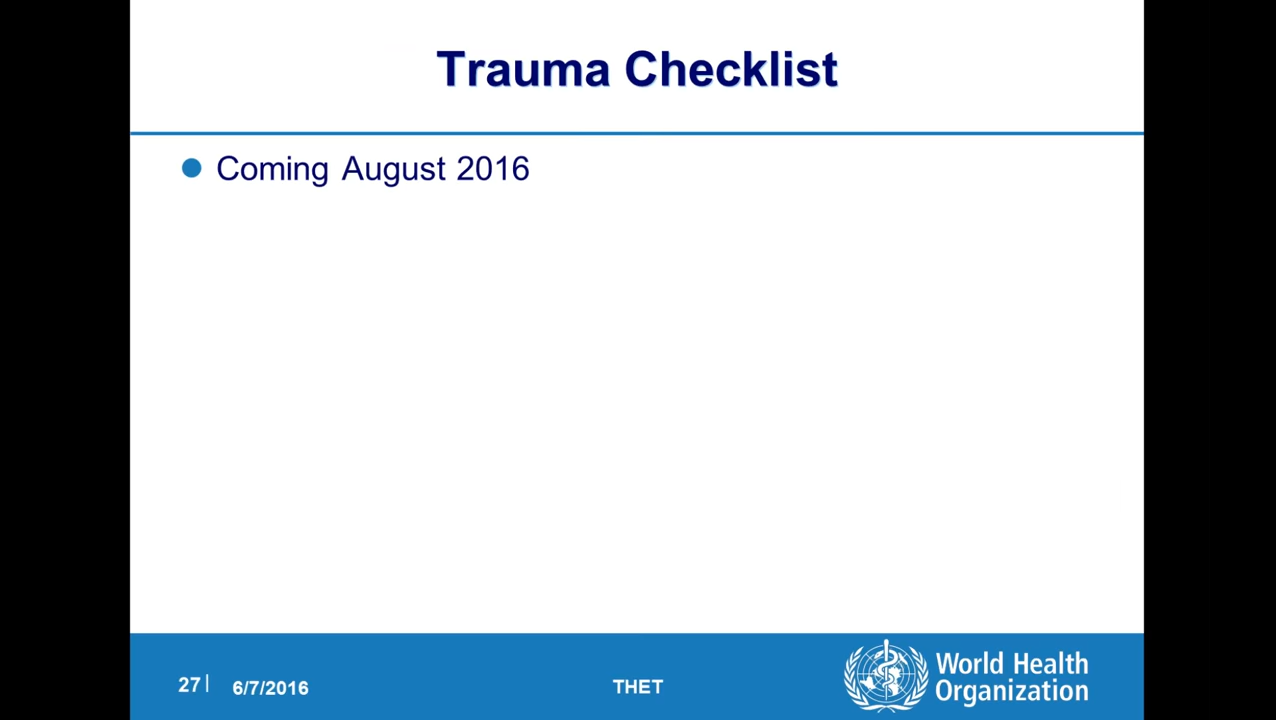 Trauma Checklist
Coming August 2016
27| 6/7/2016 THET
World Health
Organization